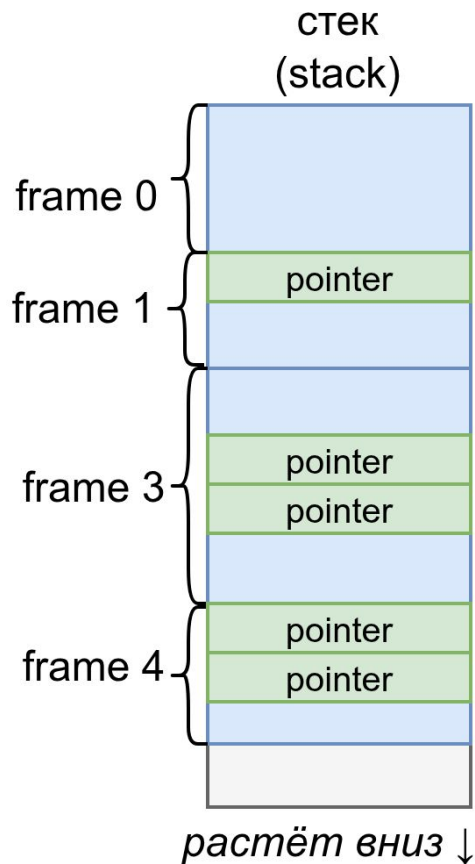 стек
(stack)
frame 0
pointer
frame 1
pointer
frame 3
pointer
pointer
frame 4
pointer
растёт вниз ↓